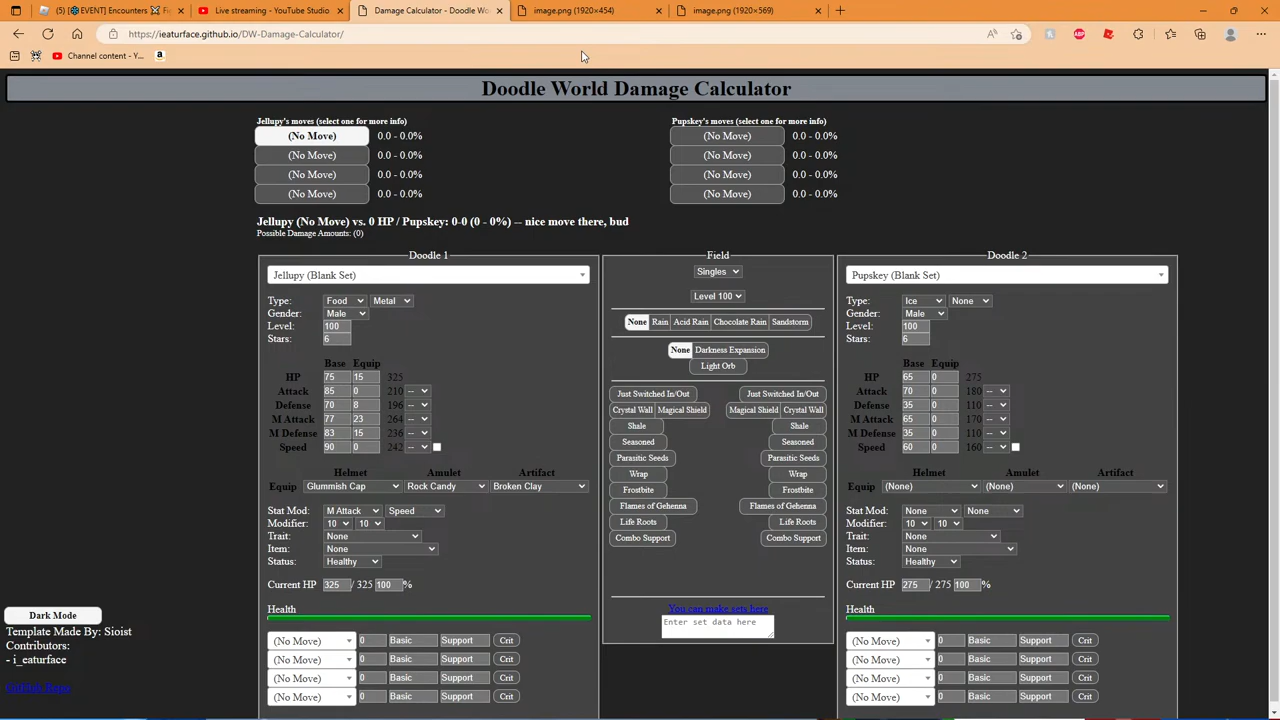 (5) [EVENT] Encounters Fig
Live streaming - YouTube Studio
Damage Calculator - Doodle Wo
image.png (1920×454)
image.png (1920×569)
https://ieaturface.github.io/DW-Damage-Calculator/
Channel content - Y...
Doodle World Damage Calculator
Jellupy's moves (select one for more info)
(No Move) 0.0 - 0.0%
(No Move) 0.0 - 0.0%
(No Move) 0.0 - 0.0%
(No Move) 0.0 - 0.0%
Pupskey's moves (select one for more info)
(No Move) 0.0 - 0.0%
(No Move) 0.0 - 0.0%
(No Move) 0.0 - 0.0%
(No Move) 0.0 - 0.0%
Jellupy (No Move) vs. 0 HP / Pupskey: 0-0 (0 - 0%) -- nice move there, bud
Possible Damage Amounts: (0)
Doodle 1
Jellupy (Blank Set)
Type: Food Metal
Gender: Male
Level: 100
Stars: 6
Base Equip
HP 75 15 325
Attack 85 0 210 --
Defense 70 8 196 --
M Attack 77 23 264 --
M Defense 83 15 236 --
Speed 90 0 242 --
Helmet Amulet Artifact
Equip Glummish Cap Rock Candy Broken Clay
Stat Mod: M Attack Speed
Modifier: 10 10
Trait: None
Item: None
Status: Healthy
Current HP 325 / 325 100 %
Health
(No Move) 0 Basic Support Crit
(No Move) 0 Basic Support Crit
(No Move) 0 Basic Support Crit
(No Move) 0 Basic Support Crit
Field
Singles
Level 100
None Rain Acid Rain Chocolate Rain Sandstorm
None Darkness Expansion
Light Orb
Just Switched In/Out Just Switched In/Out
Crystal Wall Magical Shield Magical Shield Crystal Wall
Shale Shale
Seasoned Seasoned
Parasitic Seeds Parasitic Seeds
Wrap Wrap
Frostbite Frostbite
Flames of Gehenna Flames of Gehenna
Life Roots Life Roots
Combo Support Combo Support
You can make sets here
Enter set data here
Doodle 2
Pupskey (Blank Set)
Type: Ice None
Gender: Male
Level: 100
Stars: 6
Base Equip
HP 65 0 275
Attack 70 0 180 --
Defense 35 0 110 --
M Attack 65 0 170 --
M Defense 35 0 110 --
Speed 60 0 160 --
Helmet Amulet Artifact
Equip (None) (None) (None)
Stat Mod: None None
Modifier: 10 10
Trait: None
Item: None
Status: Healthy
Current HP 275 / 275 100 %
Health
(No Move) 0 Basic Support Crit
(No Move) 0 Basic Support Crit
(No Move) 0 Basic Support Crit
(No Move) 0 Basic Support Crit
Dark Mode
Template Made By: Sioist
Contributors:
- i_eaturface
GitHub Repo